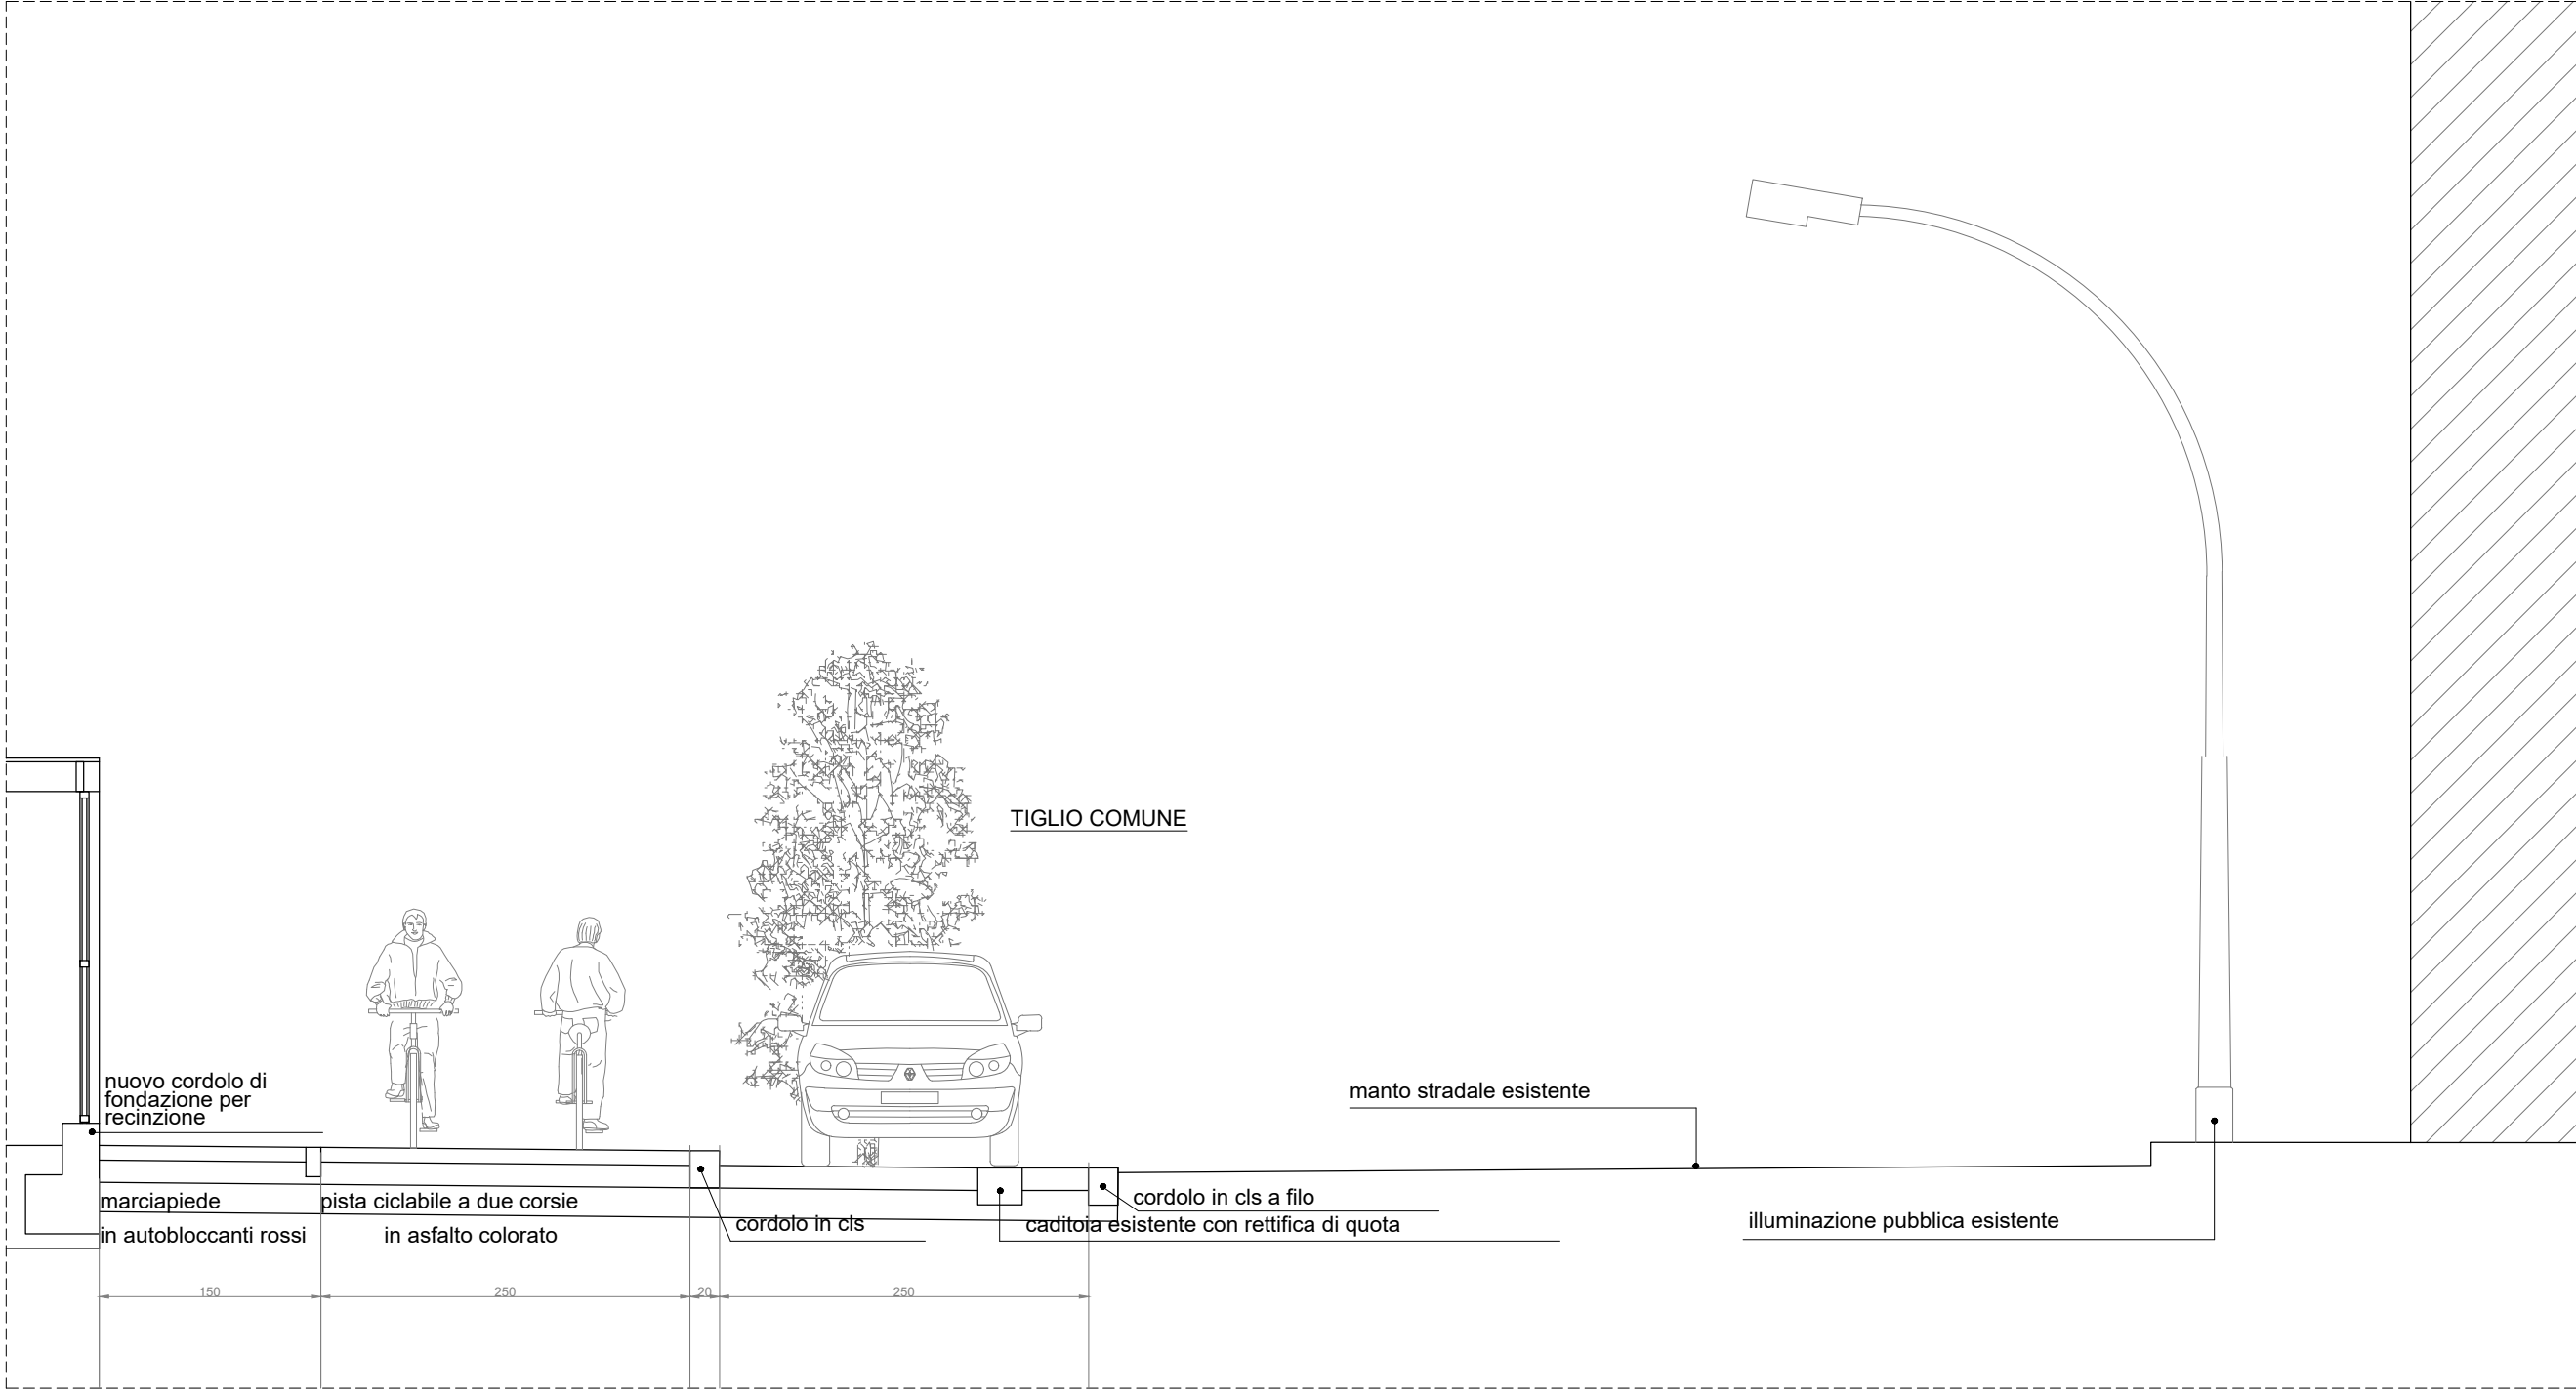 TIGLIO COMUNE
nuovo cordolo di
fondazione per
recinzione
manto stradale esistente
marciapiede
in autobloccanti rossi
pista ciclabile a due corsie
in asfalto colorato
cordolo in cls
cordolo in cls a filo
caditoia esistente con rettifica di quota
illuminazione pubblica esistente
150
250
20
250